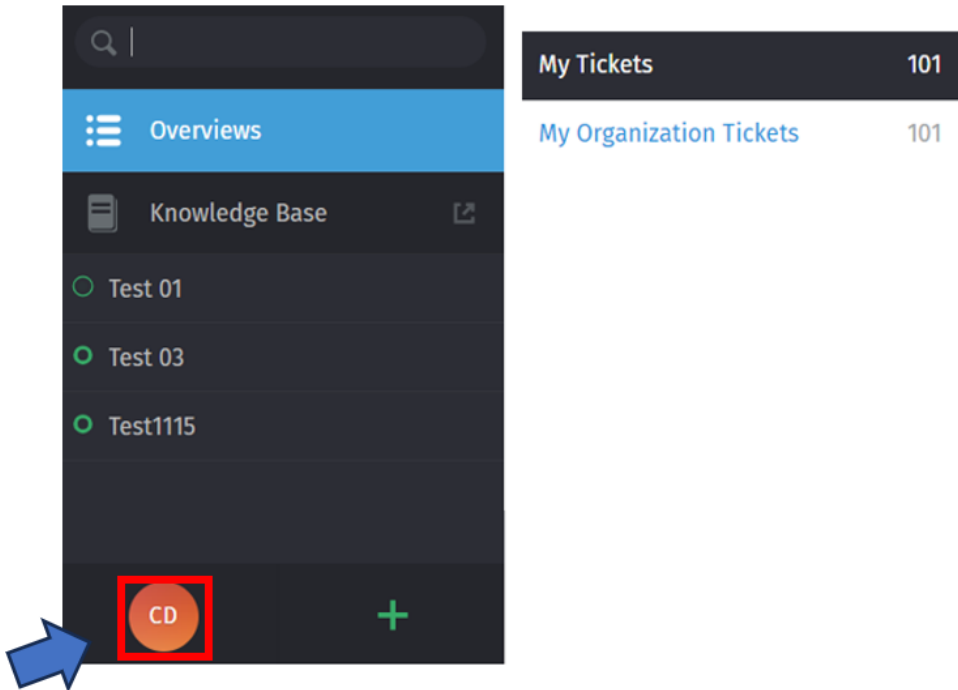 Overviews
Knowledge Base
Test 01
Test 03
Test1115
CD
My Tickets 101
My Organization Tickets 101